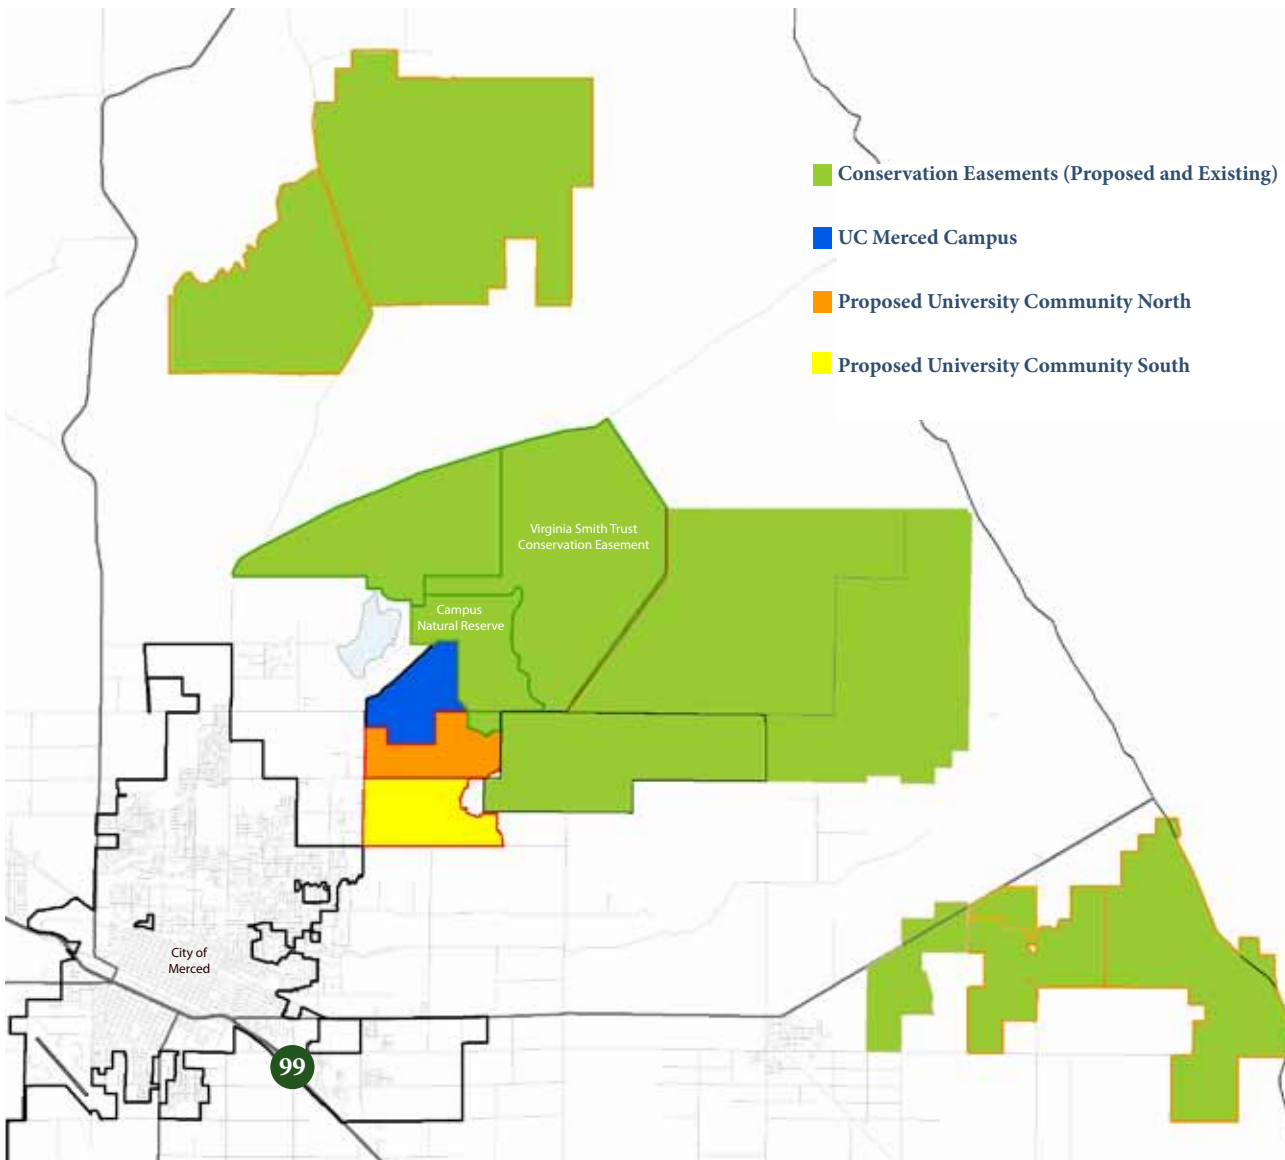 Conservation Easements (Proposed and Existing)
UC Merced Campus
Proposed University Community North
Proposed University Community South
Virginia Smith Trust
Conservation Easement
Campus
Natural Reserve
City of
Merced
99